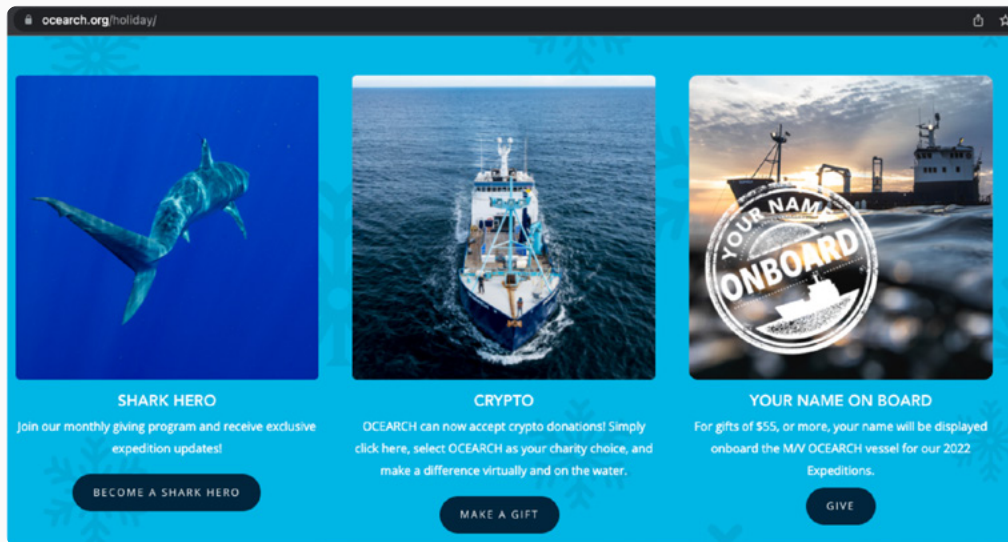 ocearch.org/holiday/
YOUR NAME
ONBOARD
SHARK HERO
Join our monthly giving program and receive exclusive
expedition updates!
BECOME A SHARK HERO
CRYPTO
OCEARCH can now accept crypto donations! Simply
click here, select OCEARCH as your charity choice, and
make a difference virtually and on the water.
MAKE A GIFT
YOUR NAME ON BOARD
For gifts of $55, or more, your name will be displayed
onboard the M/V OCEARCH vessel for our 2022
Expeditions.
GIVE